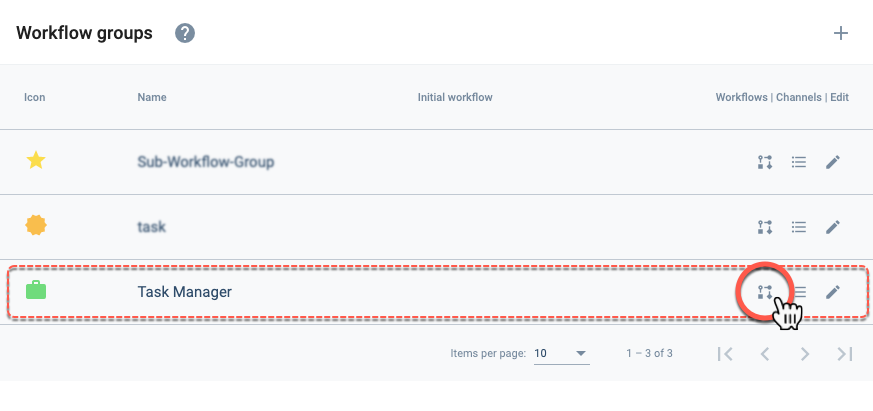 Workflow groups ?
Icon Name Initial workflow Workflows | Channels | Edit
Sub-Workflow-Group
task
Task Manager
Items per page: 10 1 – 3 of 3